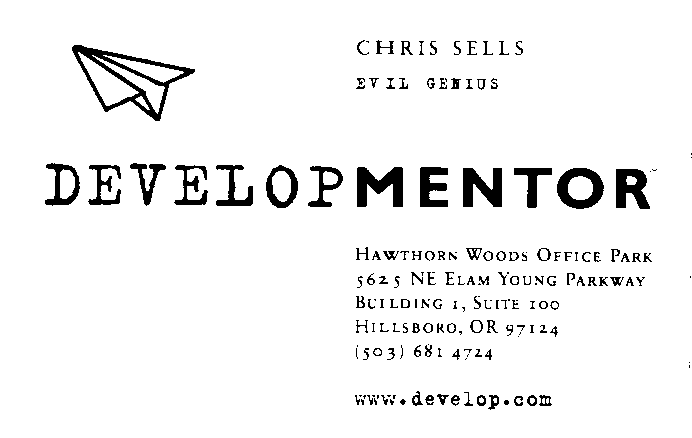 CHRIS SELLS
EVIL GENIUS
DEVELOPMENTOR
HAWTHORN WOODS OFFICE PARK
5625 NE ELAM YOUNG PARKWAY
BUILDING 1, SUITE 100
HILLSBORO, OR 97124
(503) 681 4724
www.develop.com